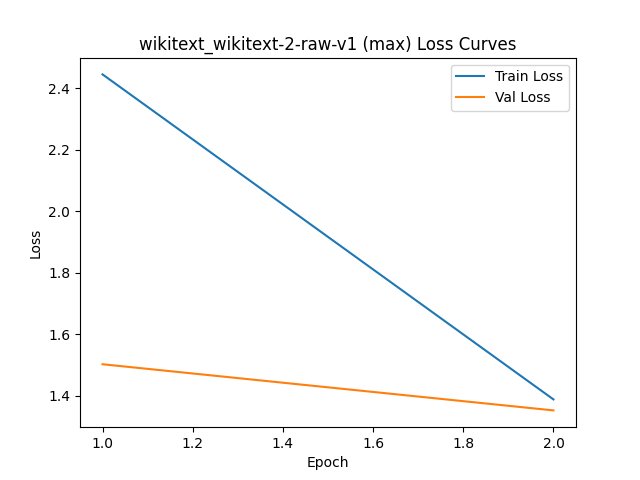 wikitext_wikitext-2-raw-v1 (max) Loss Curves
Train Loss
Val Loss
2.4
2.2
2.0
1.8
1.6
1.4
Loss
1.0 1.2 1.4 1.6 1.8 2.0
Epoch